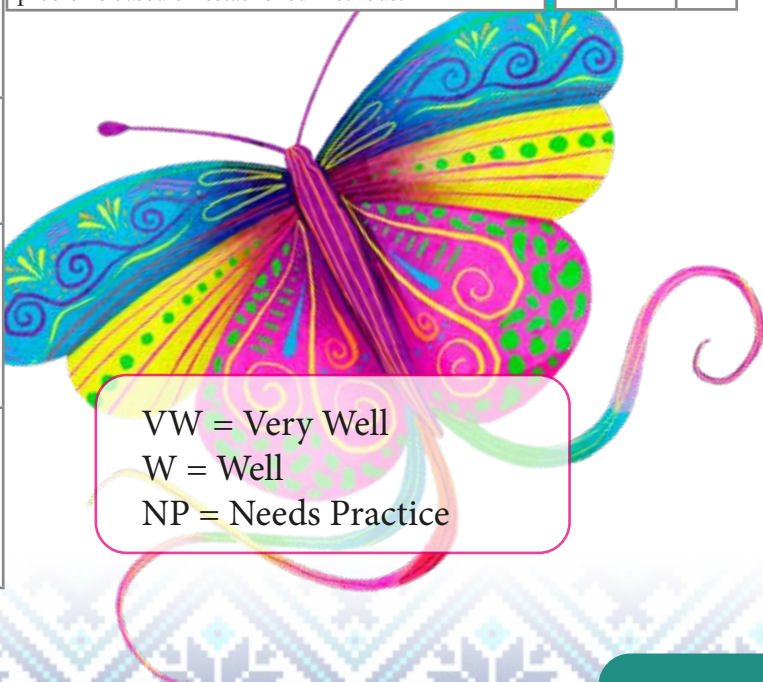 VW = Very Well
W = Well
NP = Needs Practice